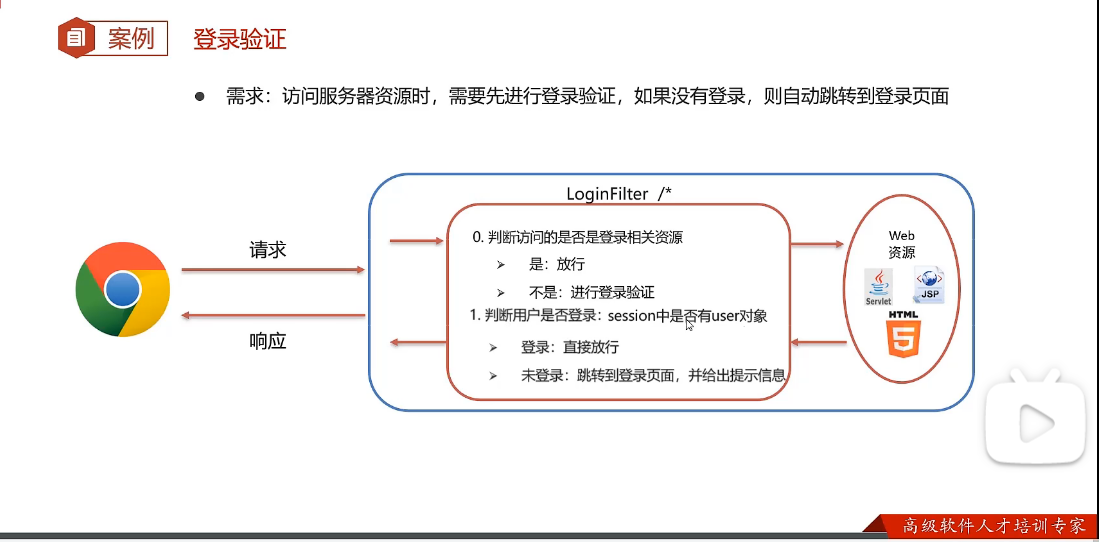 案例 登录验证
● 需求：访问服务器资源时，需要先进行登录验证，如果没有登录，则自动跳转到登录页面
LoginFilter /*
请求
响应
0. 判断访问的是否是登录相关资源
➢ 是：放行
➢ 不是：进行登录验证
1. 判断用户是否登录：session中是否有user对象
➢ 登录：直接放行
➢ 未登录：跳转到登录页面，并给出提示信息
Web
资源
Servlet
JSP
HTML
5
高级软件人才培训专家